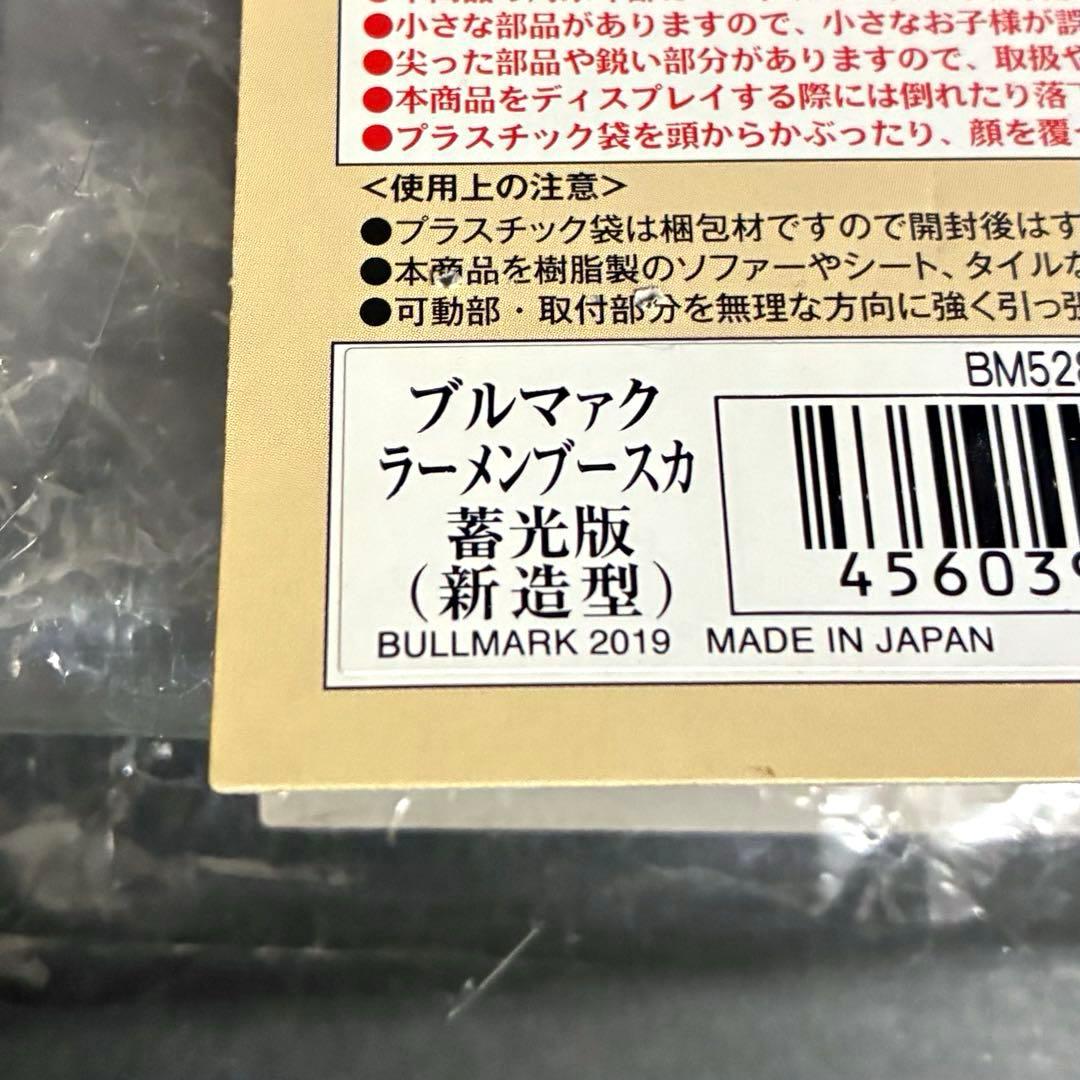 ●小さな部品がありますので、小さなお子様が誤
●尖った部品や鋭い部分がありますので、取扱や
●本商品をディスプレイする際には倒れたり落下
●プラスチック袋を頭からかぶったり、顔を覆っ
＜使用上の注意＞
●プラスチック袋は梱包材ですので開封後はす
●本商品を樹脂製のソファーやシート、タイルな
●可動部・取付部分を無理な方向に強く引っ張
BM528
ブルマァク
ラーメンブースカ
蓄光版
（新造型）
456039
BULLMARK 2019 MADE IN JAPAN